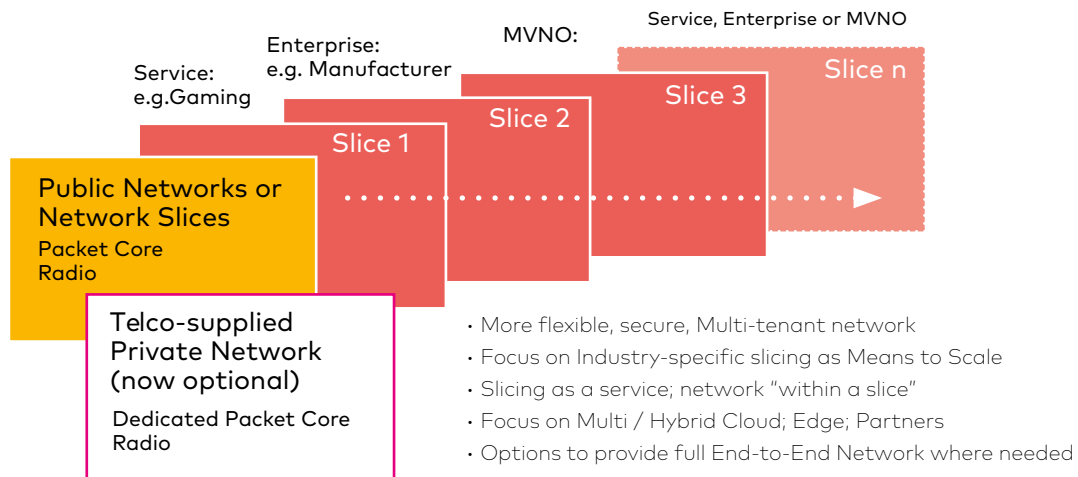 Service, Enterprise or MVNO
MVNO:
Enterprise:
e.g. Manufacturer
Service:
e.g.Gaming
Slice n
Slice 3
Slice 2
Slice 1
Public Networks or
Network Slices
Packet Core
Radio
Telco-supplied
Private Network
(now optional)
Dedicated Packet Core
Radio
• More flexible, secure, Multi-tenant network
• Focus on Industry-specific slicing as Means to Scale
• Slicing as a service; network “within a slice”
• Focus on Multi / Hybrid Cloud; Edge; Partners
• Options to provide full End-to-End Network where needed